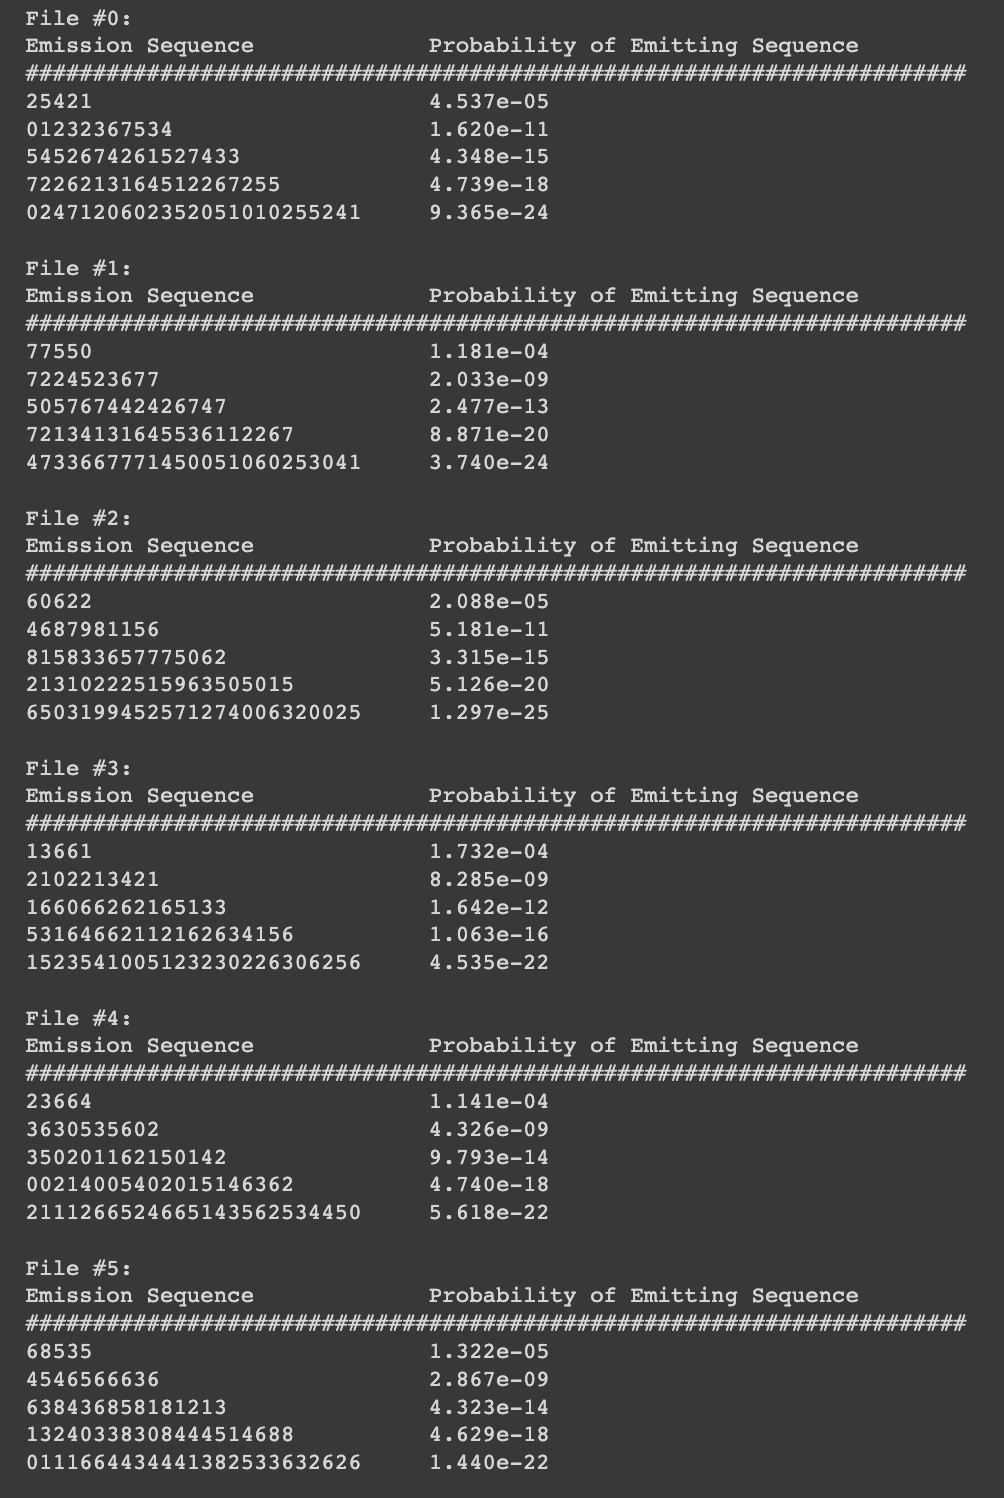 File #0:
Emission Sequence Probability of Emitting Sequence
######################################################################
25421 4.537e-05
01232367534 1.620e-11
5452674261527433 4.348e-15
7226213164512267255 4.739e-18
0247120602352051010255241 9.365e-24
File #1:
Emission Sequence Probability of Emitting Sequence
######################################################################
77550 1.181e-04
7224523677 2.033e-09
505767442426747 2.477e-13
72134131645536112267 8.871e-20
4733667771450051060253041 3.740e-24
File #2:
Emission Sequence Probability of Emitting Sequence
######################################################################
60622 2.088e-05
4687981156 5.181e-11
815833657775062 3.315e-15
21310222515963505015 5.126e-20
6503199452571274006320025 1.297e-25
File #3:
Emission Sequence Probability of Emitting Sequence
######################################################################
13661 1.732e-04
2102213421 8.285e-09
166066262165133 1.642e-12
53164662112162634156 1.063e-16
1523541005123230226306256 4.535e-22
File #4:
Emission Sequence Probability of Emitting Sequence
######################################################################
23664 1.141e-04
3630535602 4.326e-09
350201162150142 9.793e-14
00214005402015146362 4.740e-18
2111266524665143562534450 5.618e-22
File #5:
Emission Sequence Probability of Emitting Sequence
######################################################################
68535 1.322e-05
4546566636 2.867e-09
638436858181213 4.323e-14
13240338308444514688 4.629e-18
0111664434441382533632626 1.440e-22